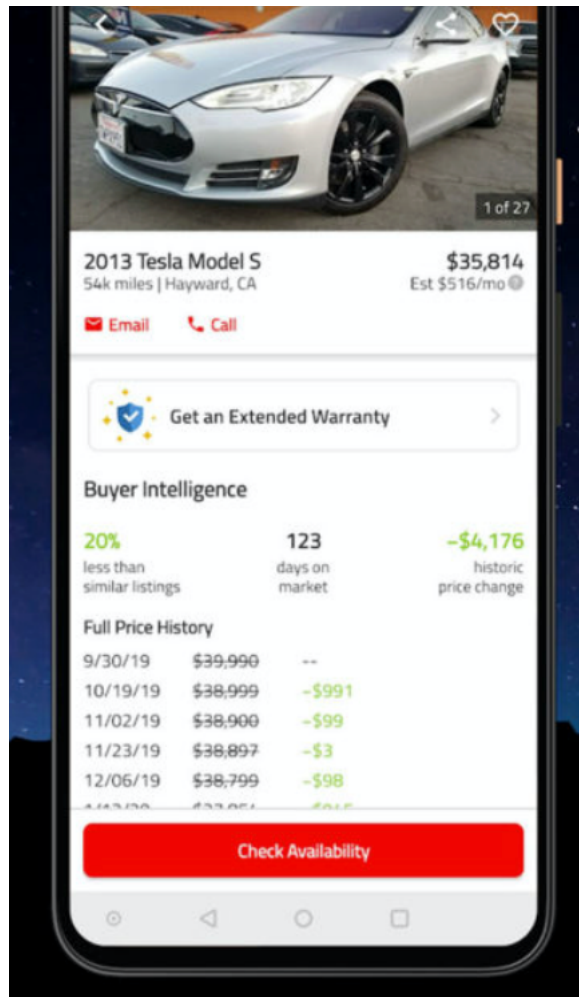 1 of 27
2013 Tesla Model S
$35,814
54k miles | Hayward, CA
Est $516/mo
Email
Call
Get an Extended Warranty
Buyer Intelligence
20%
less than
similar listings
123
days on
market
-$4,176
historic
price change
Full Price History
9/30/19 $39,990 --
10/19/19 $38,999 -$991
11/02/19 $38,900 -$99
11/23/19 $38,897 -$3
12/06/19 $38,799 -$98
Check Availability